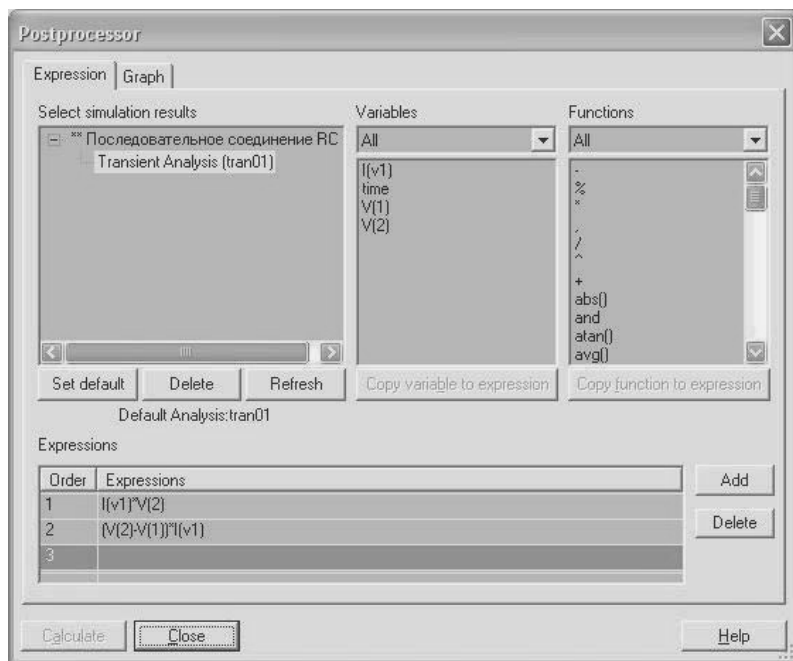 Postprocessor
Expression
Graph
Select simulation results
** Последовательное соединение RC
Transient Analysis (tran01)
Set default
Delete
Refresh
Default Analysis:tran01
Variables
All
I(v1)
time
V(1)
V(2)
Copy variable to expression
Functions
All
-
%
*
,
/
^
+
abs()
and
atan()
avg()
Copy function to expression
Expressions
Order Expressions
1 I(v1)*V(2)
2 (V(2)-V(1))*I(v1)
3
Add
Delete
Calculate
Close
Help